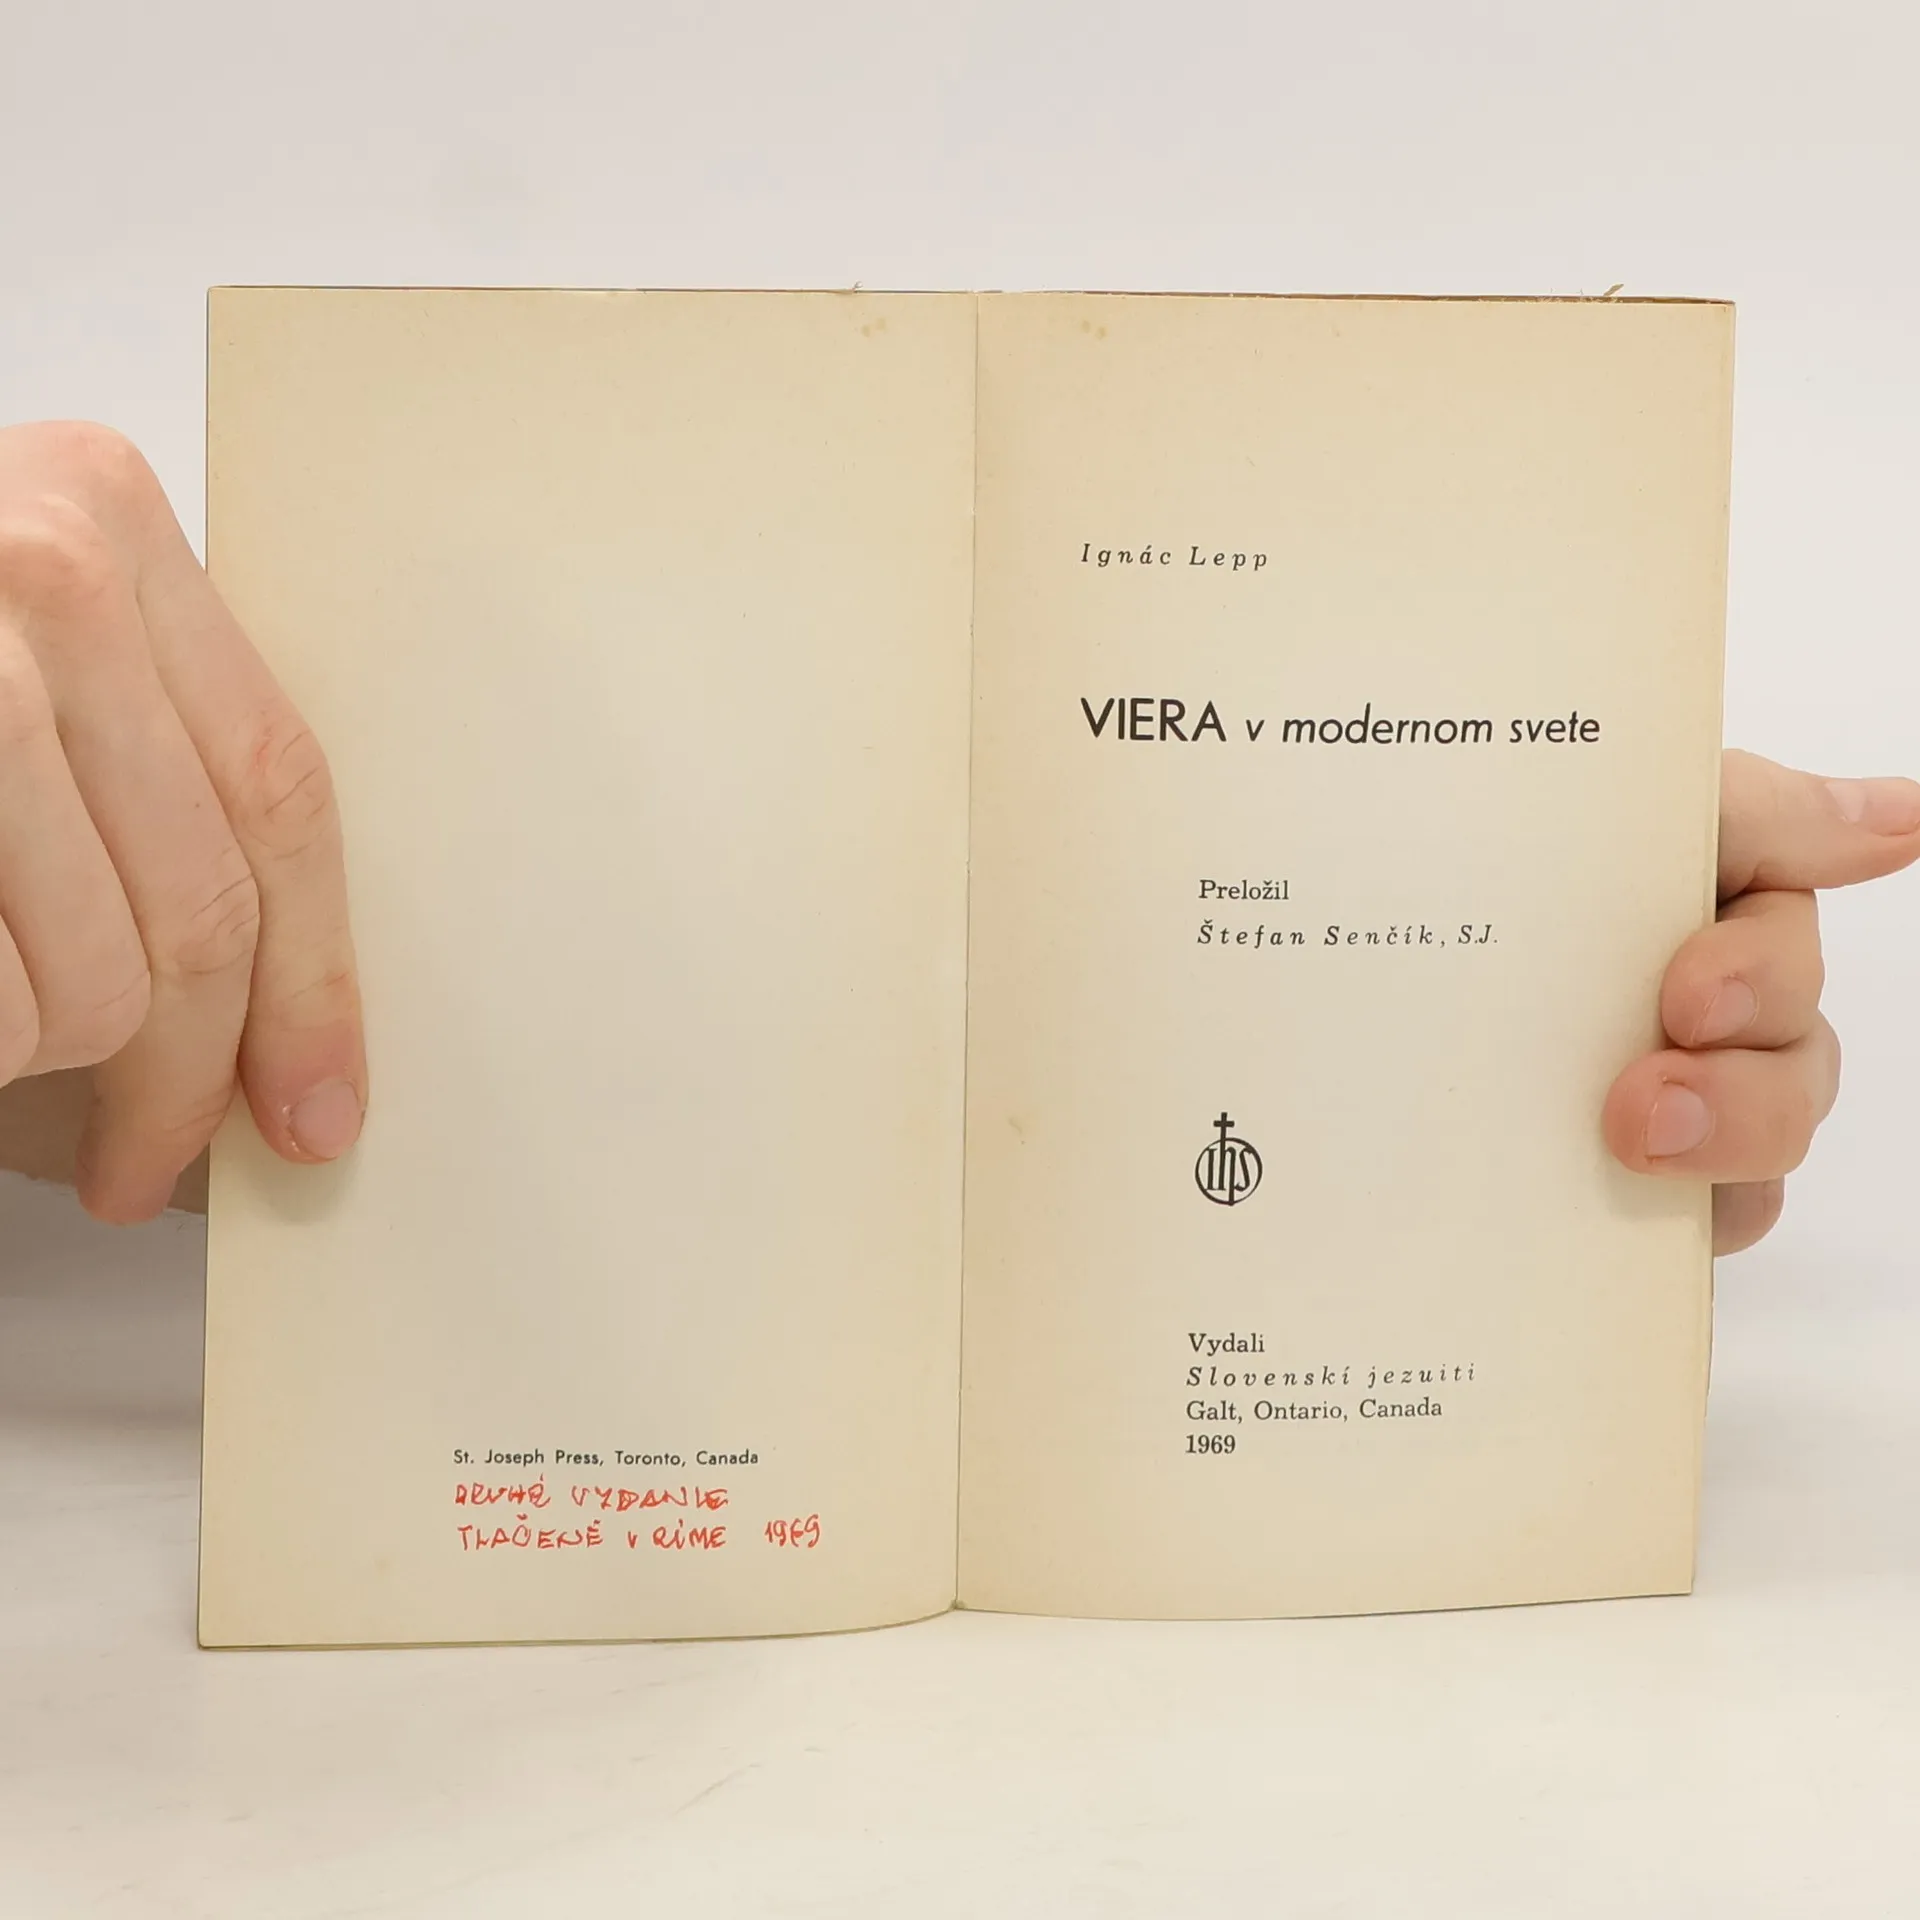 St. Joseph Press, Toronto, Canada
DRUHÉ VYDANIE
TLAČENÉ V RÍME 1969
Ignác Lepp
VIERA v modernom svete
Preložil
Štefan Senčík, S.J.
IHS
Vydali
Slovenskí jezuiti
Galt, Ontario, Canada
1969